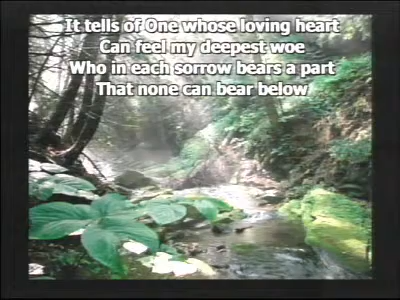 It tells of One whose loving heart
Can feel my deepest woe
Who in each sorrow bears a part
That none can bear below